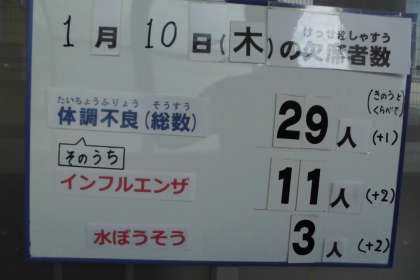 1月10日(木)の欠席者数
けっせきしゃすう
(きのうと
くらべて)
たいちょうふりょう そうすう
体調不良(総数) 29人 (+1)
そのうち
インフルエンザ 11人 (+2)
水ぼうそう 3人 (+2)